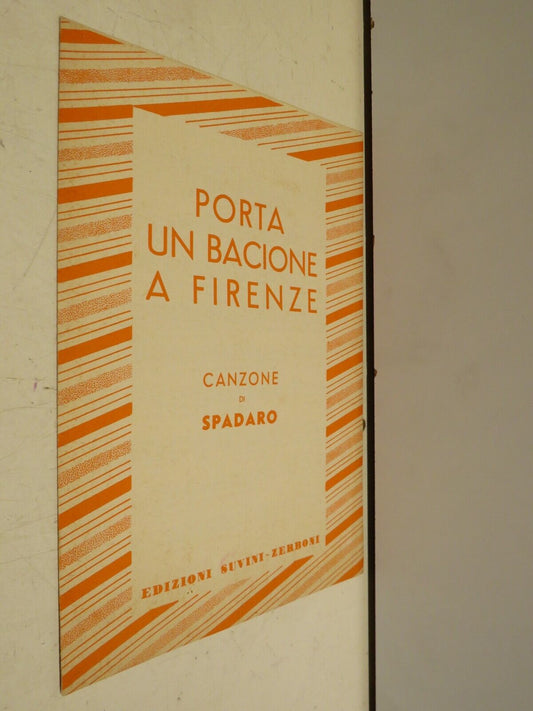 PORTA
UN BACIONE
A FIRENZE
CANZONE
DI
SPADARO
EDIZIONI SUVINI-ZERBONI